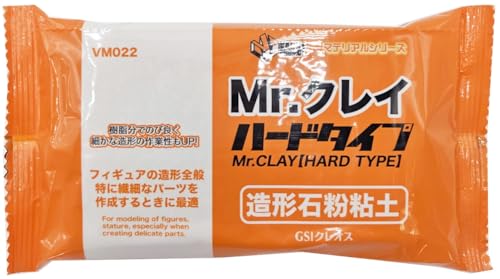 VM022
マテリアルシリーズ
Mr.クレイ
ハードタイプ
Mr.CLAY[HARD TYPE]
造形石粉粘土
GSIクレオス
樹脂分でのび良く
細かな造形の作業性もUP!
フィギュアの造形全般
特に繊細なパーツを
作成するときに最適
For modeling of figures,
stature, especially when
creating delicate parts.